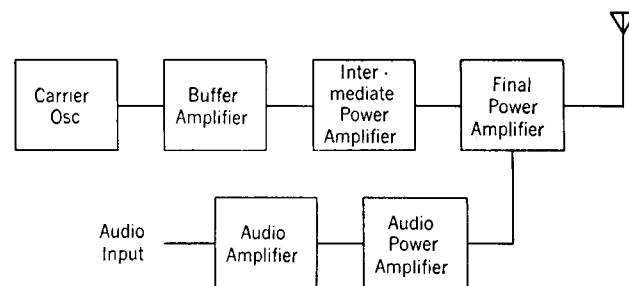 Carrier
Osc
Buffer
Amplifier
Inter-
mediate
Power
Amplifier
Final
Power
Amplifier
Audio
Input
Audio
Amplifier
Audio
Power
Amplifier